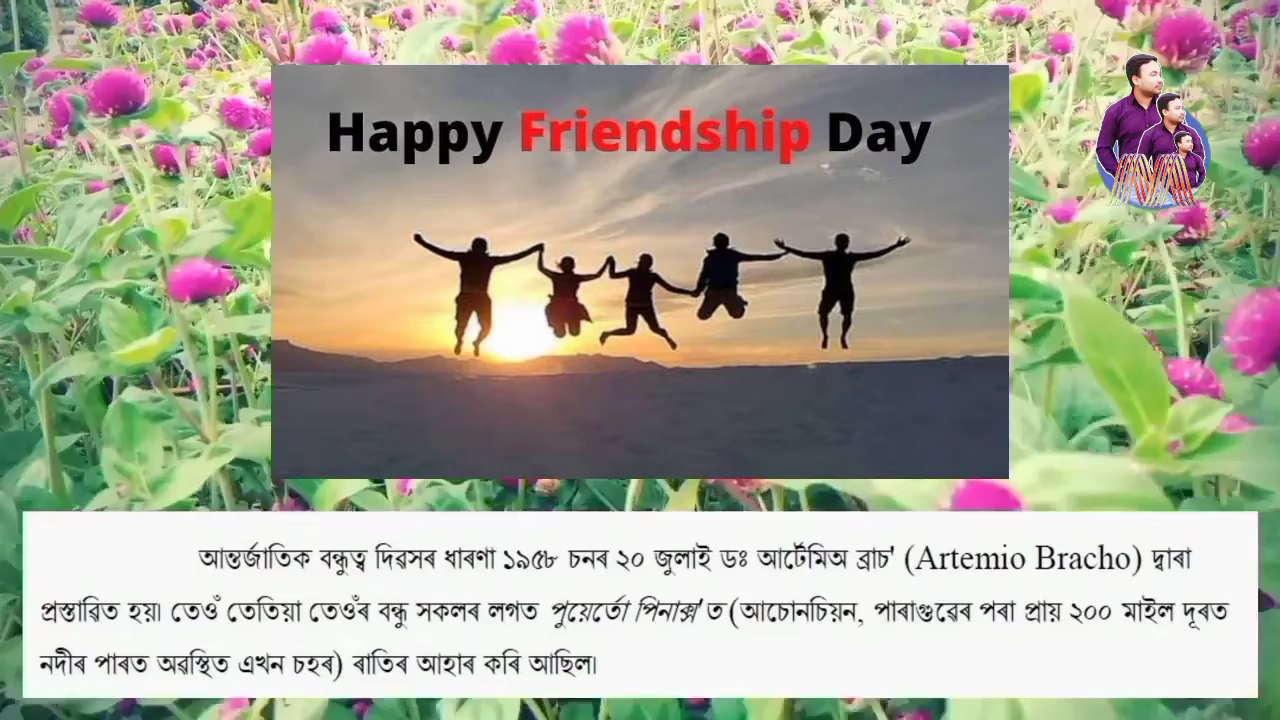 Happy Friendship Day
আন্তৰ্জাতিক বন্ধুত্ব দিৱসৰ ধাৰণা ১৯৫৮ চনৰ ২০ জুলাই ডঃ আৰ্টেমিঅ ব্ৰাচ' (Artemio Bracho) দ্বাৰা
প্ৰস্তাৱিত হয়৷ তেওঁ তেতিয়া তেওঁৰ বন্ধু সকলৰ লগত পুয়েৰ্তো পিনাস্ক'ত (আচোনচিয়ন, পাৰাগুৱেৰ পৰা প্ৰায় ২০০ মাইল দূৰত
নদীৰ পাৰত অৱস্থিত এখন চহৰ) ৰাতিৰ আহাৰ কৰি আছিল৷